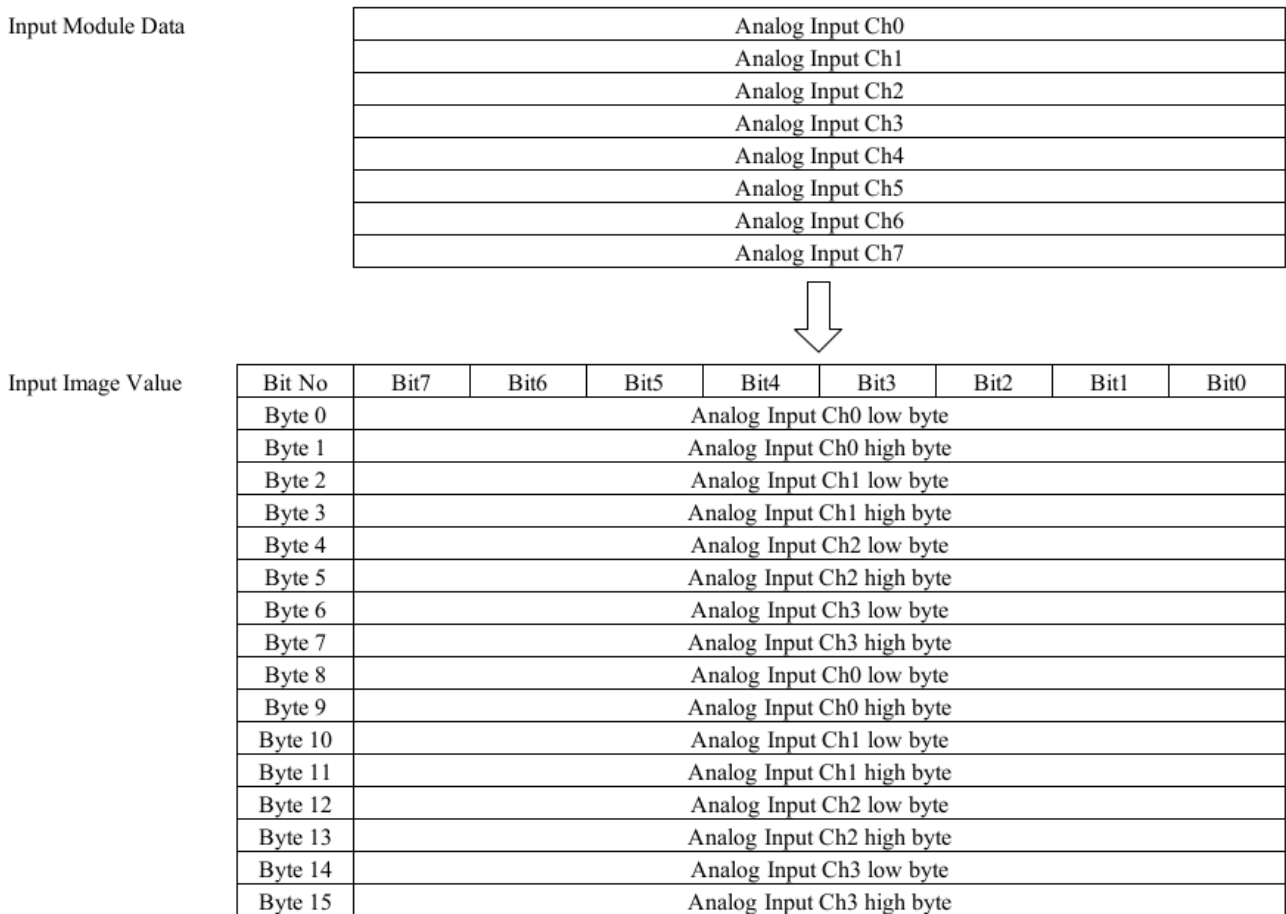 Input Module Data
Analog Input Ch0
Analog Input Ch1
Analog Input Ch2
Analog Input Ch3
Analog Input Ch4
Analog Input Ch5
Analog Input Ch6
Analog Input Ch7
Input Image Value
Bit No Bit7 Bit6 Bit5 Bit4 Bit3 Bit2 Bit1 Bit0
Byte 0 Analog Input Ch0 low byte
Byte 1 Analog Input Ch0 high byte
Byte 2 Analog Input Ch1 low byte
Byte 3 Analog Input Ch1 high byte
Byte 4 Analog Input Ch2 low byte
Byte 5 Analog Input Ch2 high byte
Byte 6 Analog Input Ch3 low byte
Byte 7 Analog Input Ch3 high byte
Byte 8 Analog Input Ch0 low byte
Byte 9 Analog Input Ch0 high byte
Byte 10 Analog Input Ch1 low byte
Byte 11 Analog Input Ch1 high byte
Byte 12 Analog Input Ch2 low byte
Byte 13 Analog Input Ch2 high byte
Byte 14 Analog Input Ch3 low byte
Byte 15 Analog Input Ch3 high byte